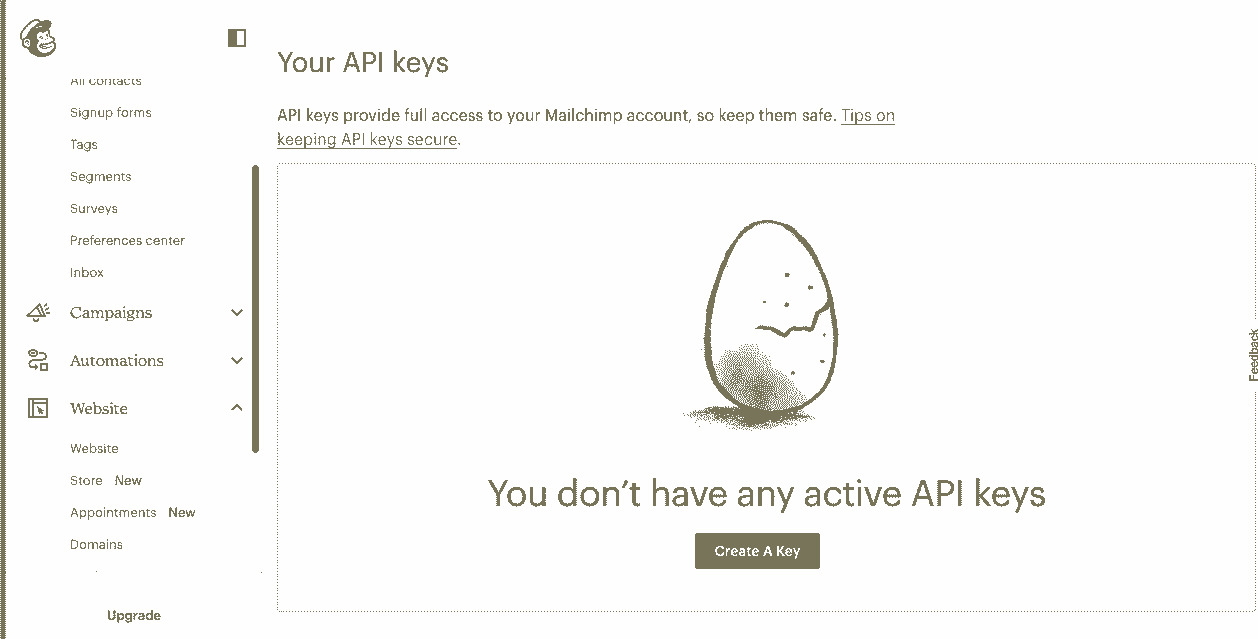 All contacts
Signup forms
Tags
Segments
Surveys
Preferences center
Inbox
Campaigns
Automations
Website
Website
Store New
Appointments New
Domains
Upgrade
Your API keys
API keys provide full access to your Mailchimp account, so keep them safe. Tips on
keeping API keys secure.
You don’t have any active API keys
Create A Key
Feedback